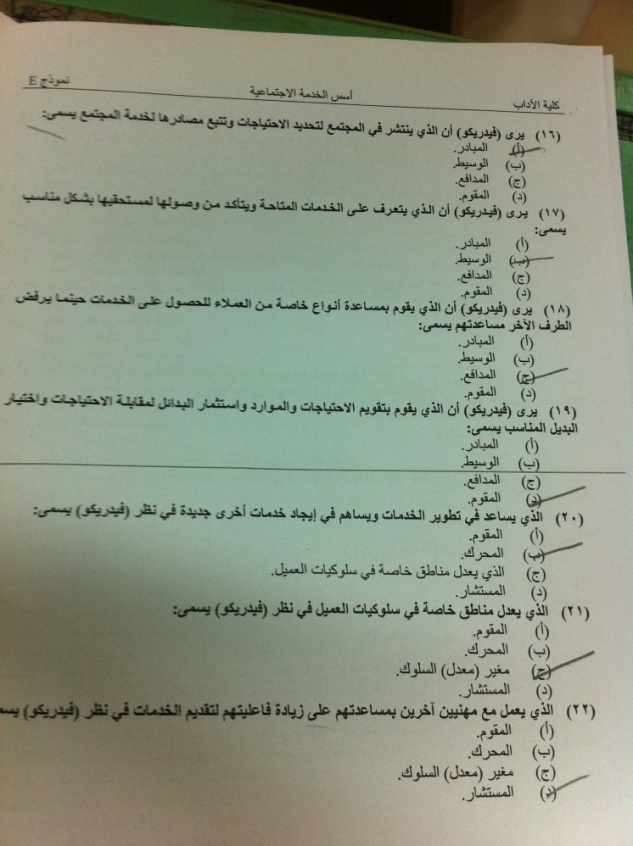 كلية الآداب أسس الخدمة الاجتماعية نموذج E
(١٦) يرى (فيدريكو) أن الذي ينتشر في المجتمع لتحديد الاحتياجات وتتبع مصادرها لخدمة المجتمع يسمى:
(أ) المبادر.
(ب) الوسيط.
(ج) المدافع.
(د) المقوم.
(١٧) يرى (فيدريكو) أن الذي يتعرف على الخدمات المتاحة ويتأكد من وصولها لمستحقيها بشكل مناسب
يسمى:
(أ) المبادر.
(ب) الوسيط.
(ج) المدافع.
(د) المقوم.
(١٨) يرى (فيدريكو) أن الذي يقوم بمساعدة أنواع خاصة من العملاء للحصول على الخدمات حينما يرفض
الطرف الآخر مساعدتهم يسمى:
(أ) المبادر.
(ب) الوسيط.
(ج) المدافع.
(د) المقوم.
(١٩) يرى (فيدريكو) أن الذي يقوم بتقويم الاحتياجات والموارد واستثمار البدائل لمقابلة الاحتياجات واختيار
البديل المناسب يسمى:
(أ) المبادر.
(ب) الوسيط.
(ج) المدافع.
(د) المقوم.
(٢٠) الذي يساعد في تطوير الخدمات ويساهم في إيجاد خدمات أخرى جديدة في نظر (فيدريكو) يسمى:
(أ) المقوم.
(ب) المحرك.
(ج) الذي يعدل مناطق خاصة في سلوكيات العميل.
(د) المستشار.
(٢١) الذي يعدل مناطق خاصة في سلوكيات العميل في نظر (فيدريكو) يسمى:
(أ) المقوم.
(ب) المحرك.
(ج) مغير (معدل) السلوك.
(د) المستشار.
(٢٢) الذي يعمل مع مهنيين آخرين بمساعدتهم على زيادة فاعليتهم لتقديم الخدمات في نظر (فيدريكو)
(أ) المقوم.
(ب) المحرك.
(ج) مغير (معدل) السلوك.
(د) المستشار.